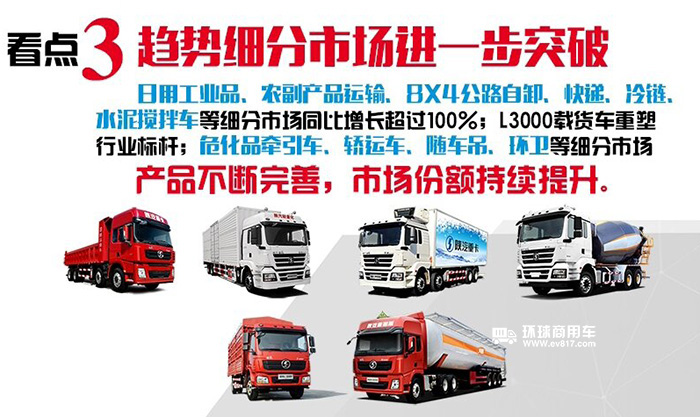 看点3 趋势细分市场进一步突破
日用工业品、农副产品运输、8X4公路自卸、快递、冷链、
水泥搅拌车等细分市场同比增长超过100%；L3000载货车重塑
行业标杆；危化品牵引车、轿运车、随车吊、环卫等细分市场
产品不断完善，市场份额持续提升。
陕汽重卡
环球商用车
www.ev817.com